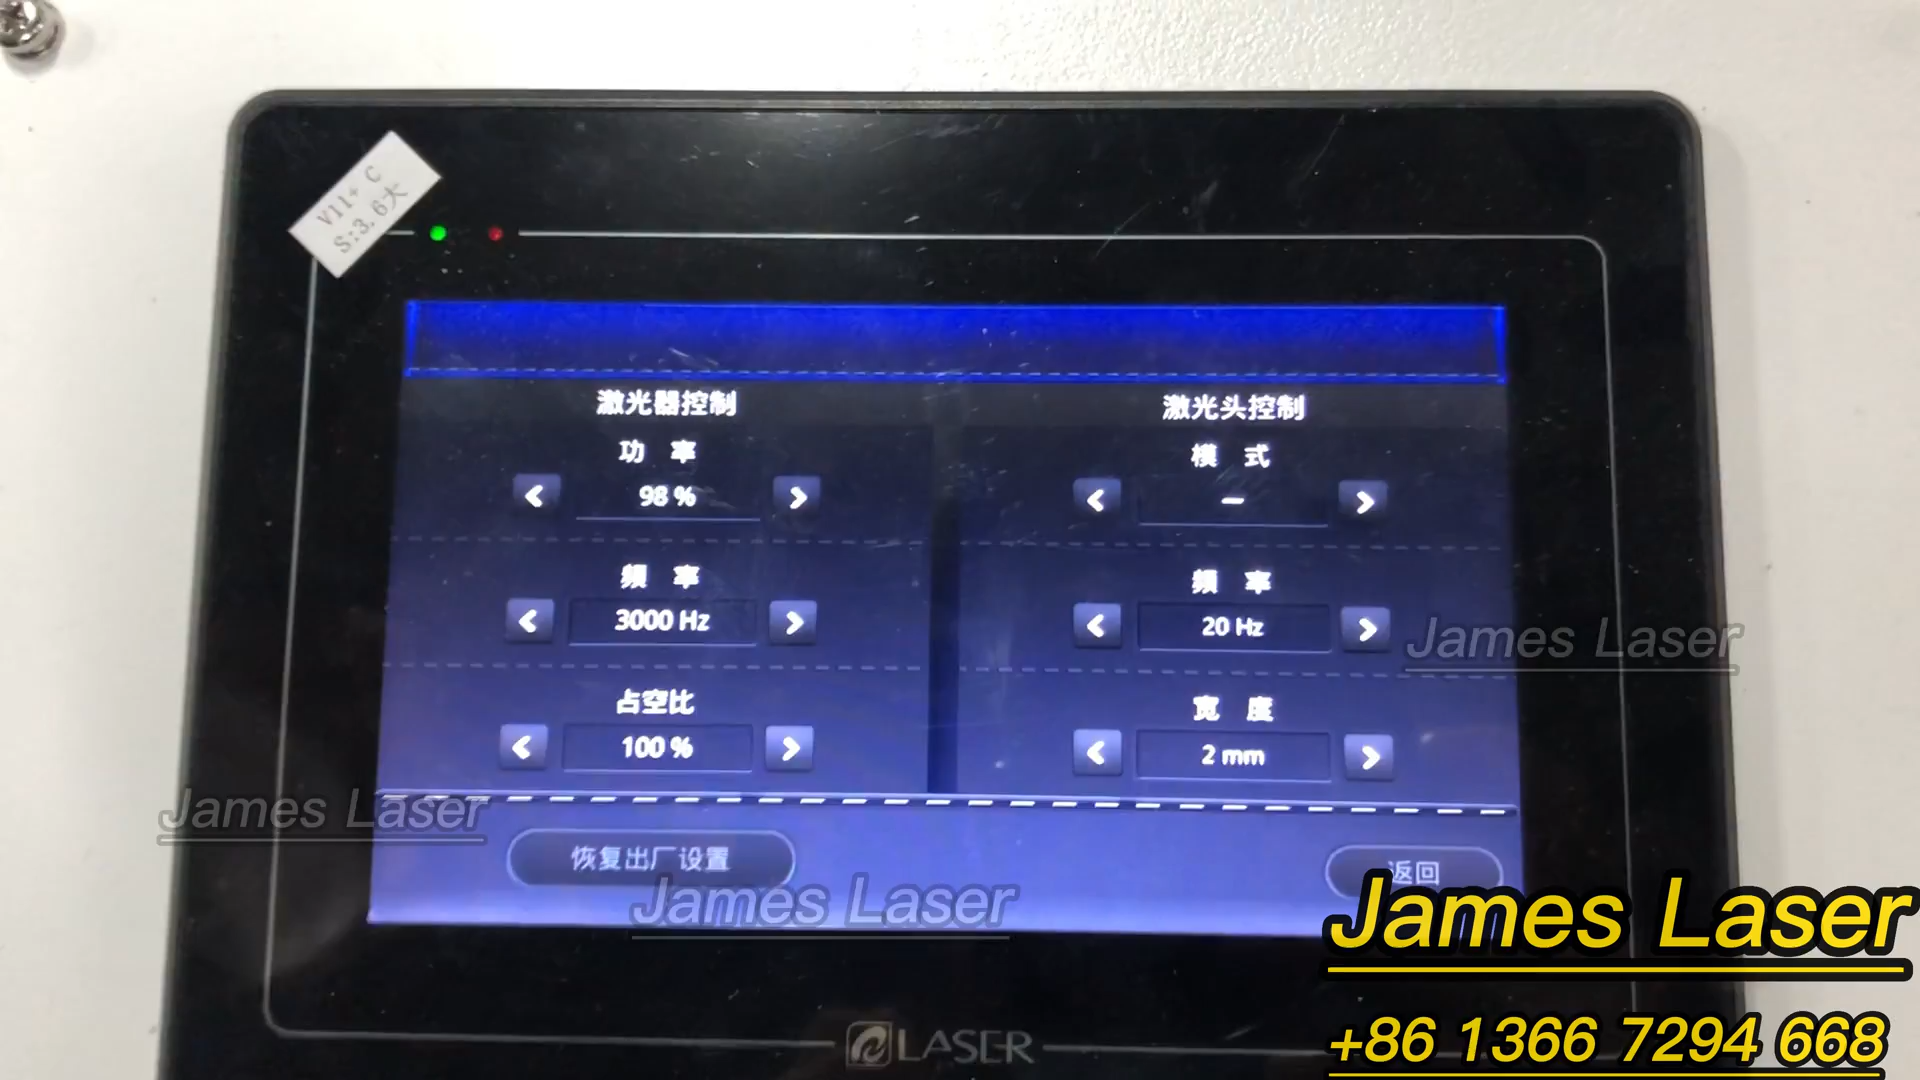 V11+ C
S:3.6大
激光器控制
功 率
98 %
频 率
3000 Hz
占空比
100 %
激光头控制
模 式
—
频 率
20 Hz
宽 度
2 mm
恢复出厂设置
返回
LASER
James Laser
James Laser
James Laser
James Laser
+86 1366 7294 668